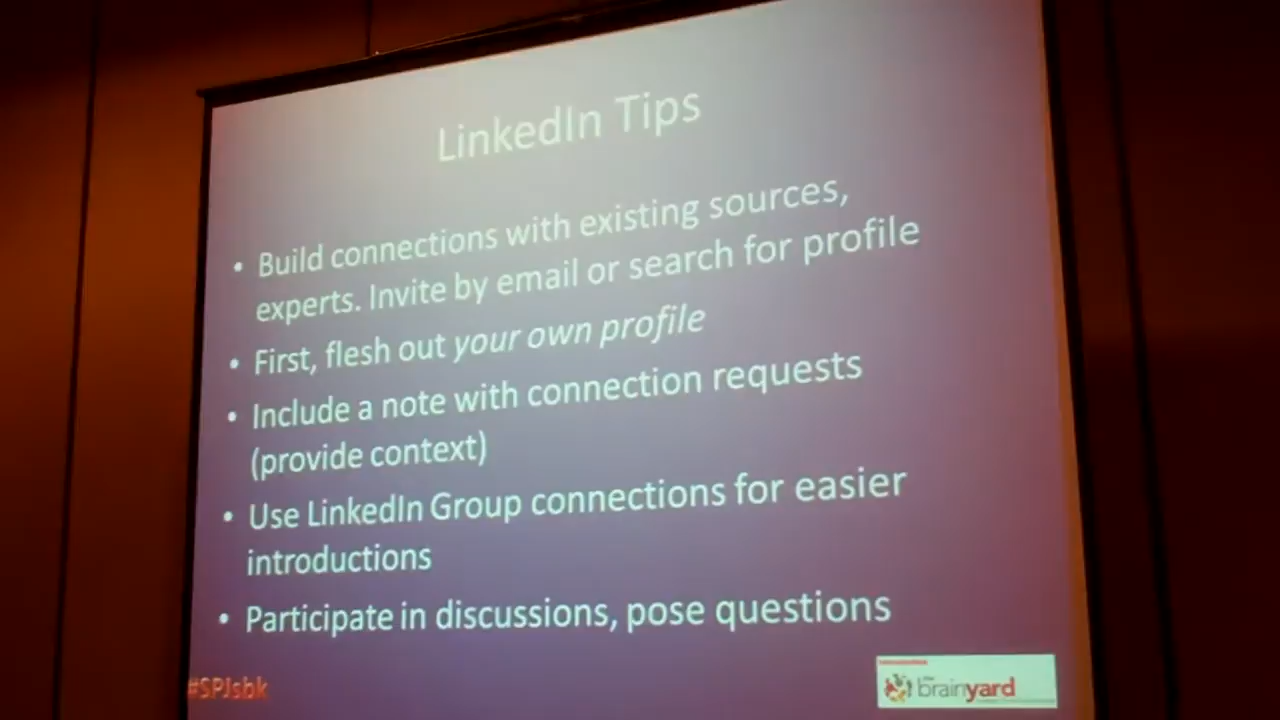 LinkedIn Tips
• Build connections with existing sources,
experts. Invite by email or search for profile
• First, flesh out your own profile
• Include a note with connection requests
(provide context)
• Use LinkedIn Group connections for easier
introductions
• Participate in discussions, pose questions
#SPJsbk
the
brainyard